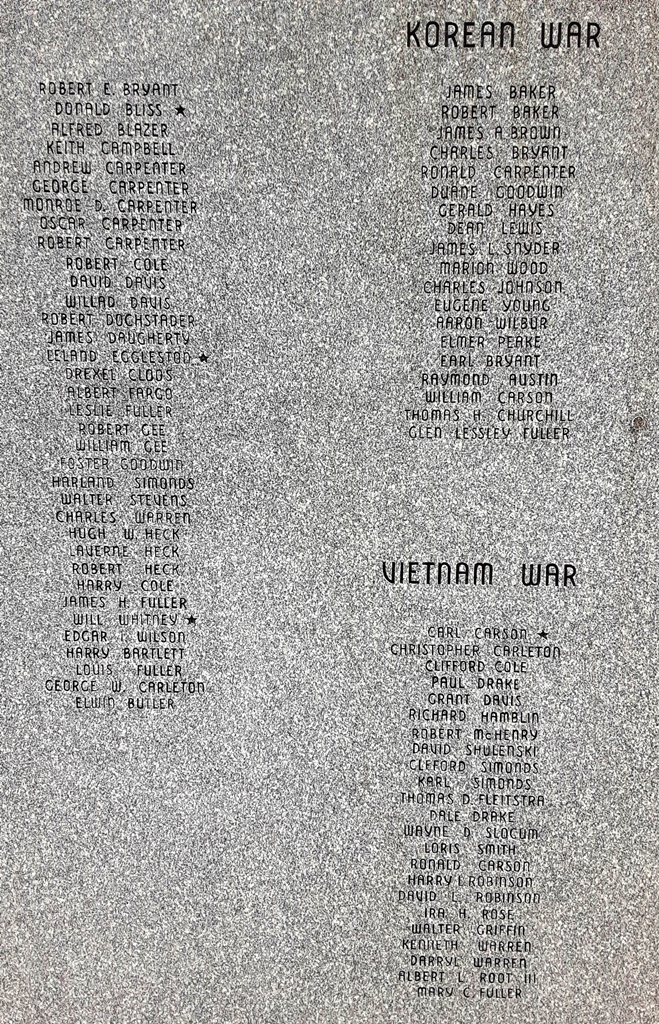 ROBERT E. BRYANT
DONALD BLISS ★
ALFRED BLAZER
KEITH CAMPBELL
ANDREW CARPENTER
GEORGE CARPENTER
MONROE D. CARPENTER
OSCAR CARPENTER
ROBERT CARPENTER
ROBERT COLE
DAVID DAVIS
WILLAD DAVIS
ROBERT DOCHSTADER
JAMES DAUGHERTY
LELAND EGGLESTON ★
DREXEL CLODS
ALBERT FARGO
LESLIE FULLER
ROBERT GEE
WILLIAM GEE
FOSTER GOODWIN
HARLAND SIMONDS
WALTER STEVENS
CHARLES WARREN
HUGH W. HECK
LAVERNE HECK
ROBERT HECK
HARRY COLE
JAMES H. FULLER
WILL WHITNEY ★
EDGAR T. WILSON
HARRY BARTLETT
LOUIS FULLER
GEORGE W. CARLETON
ELWIN BUTLER
KOREAN WAR
JAMES BAKER
ROBERT BAKER
JAMES A. BROWN
CHARLES BRYANT
RONALD CARPENTER
DUANE GOODWIN
GERALD HAYES
DEAN LEWIS
JAMES L. SNYDER
MARION WOOD
CHARLES JOHNSON
EUGENE YOUNG
AARON WILBUR
ELMER PEAKE
EARL BRYANT
RAYMOND AUSTIN
WILLIAM CARSON
THOMAS H. CHURCHILL
GLEN LESSLEY FULLER
VIETNAM WAR
CARL CARSON ★
CHRISTOPHER CARLETON
CLIFFORD COLE
PAUL DRAKE
GRANT DAVIS
RICHARD HAMBLIN
ROBERT McHENRY
DAVID SHULENSKI
CLEFORD SIMONDS
KARL SIMONDS
THOMAS D. FLEITSTRA
DALE DRAKE
WAYNE D. SLOCUM
LORIS SMITH
RONALD CARSON
HARRY L ROBINSON
DAVID L. ROBINSON
IRA A. ROSE
WALTER GRIFFIN
KENNETH WARREN
DARRYL WARREN
ALBERT L. ROOT III
MARY C. FULLER